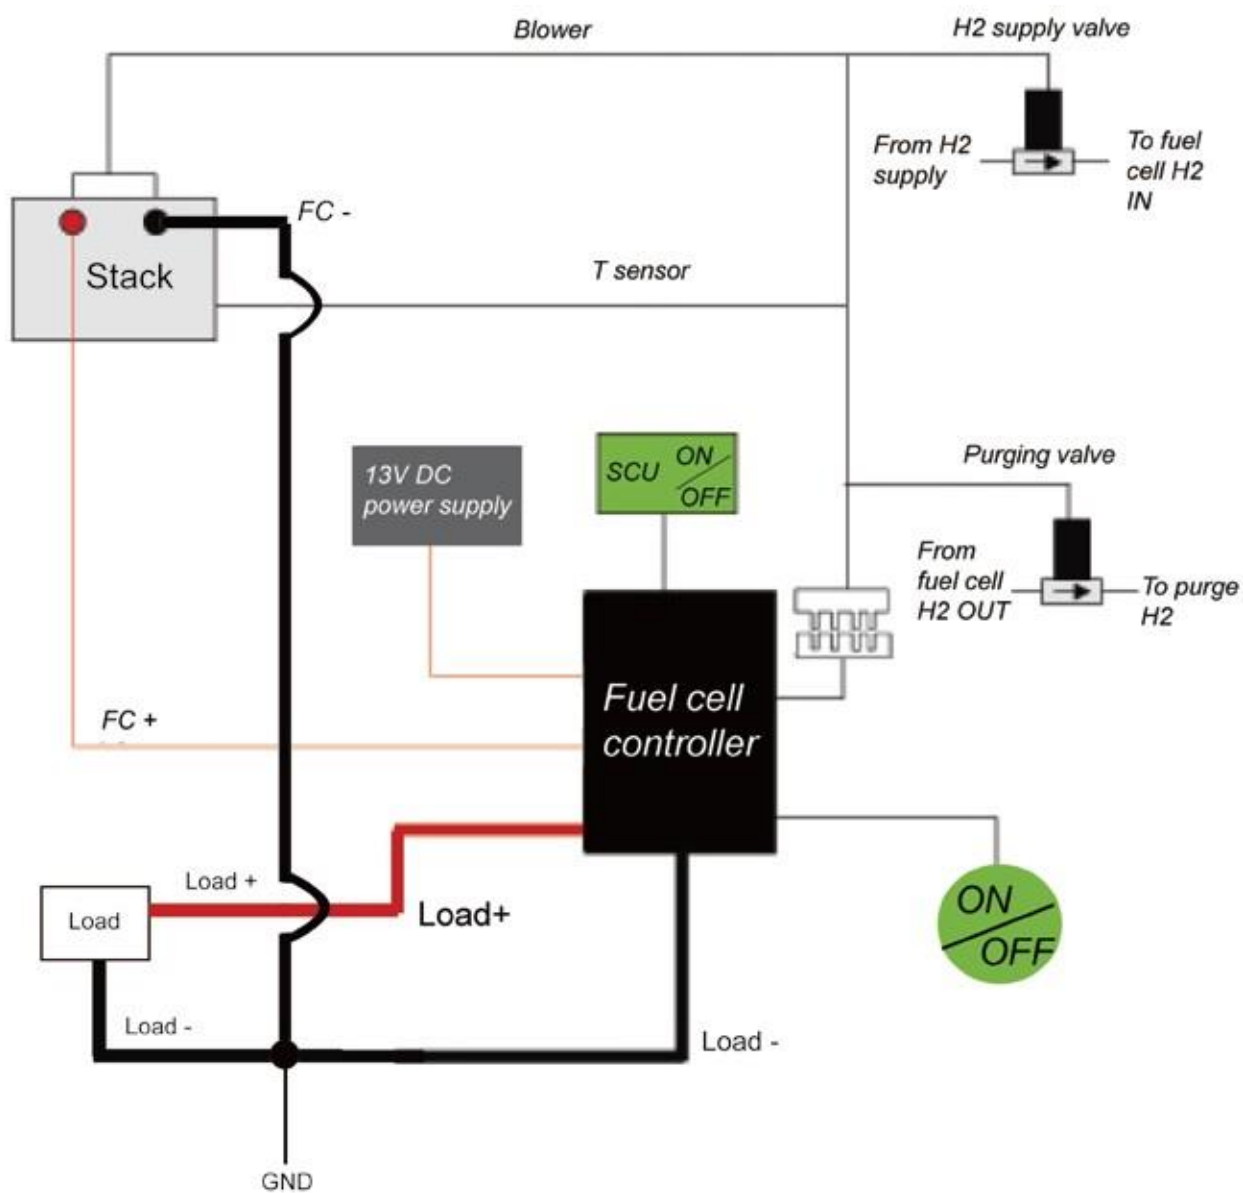 Blower
H2 supply valve
From H2
supply
To fuel
cell H2
IN
FC -
Stack
T sensor
13V DC
power supply
SCU ON
OFF
Purging valve
From
fuel cell
H2 OUT
To purge
H2
Fuel cell
controller
FC +
Load +
Load+
Load
ON
OFF
Load -
Load -
GND